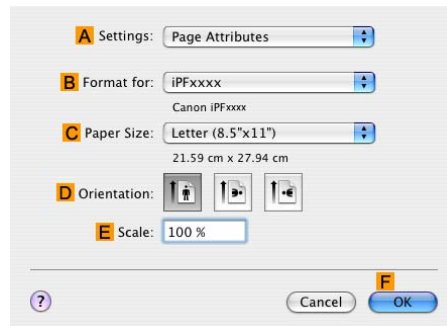 A Settings: Page Attributes
B Format for: iPFxxxx
Canon iPFxxxx
C Paper Size: Letter (8.5"x11")
21.59 cm x 27.94 cm
D Orientation:
E Scale: 100 %
F
? Cancel OK